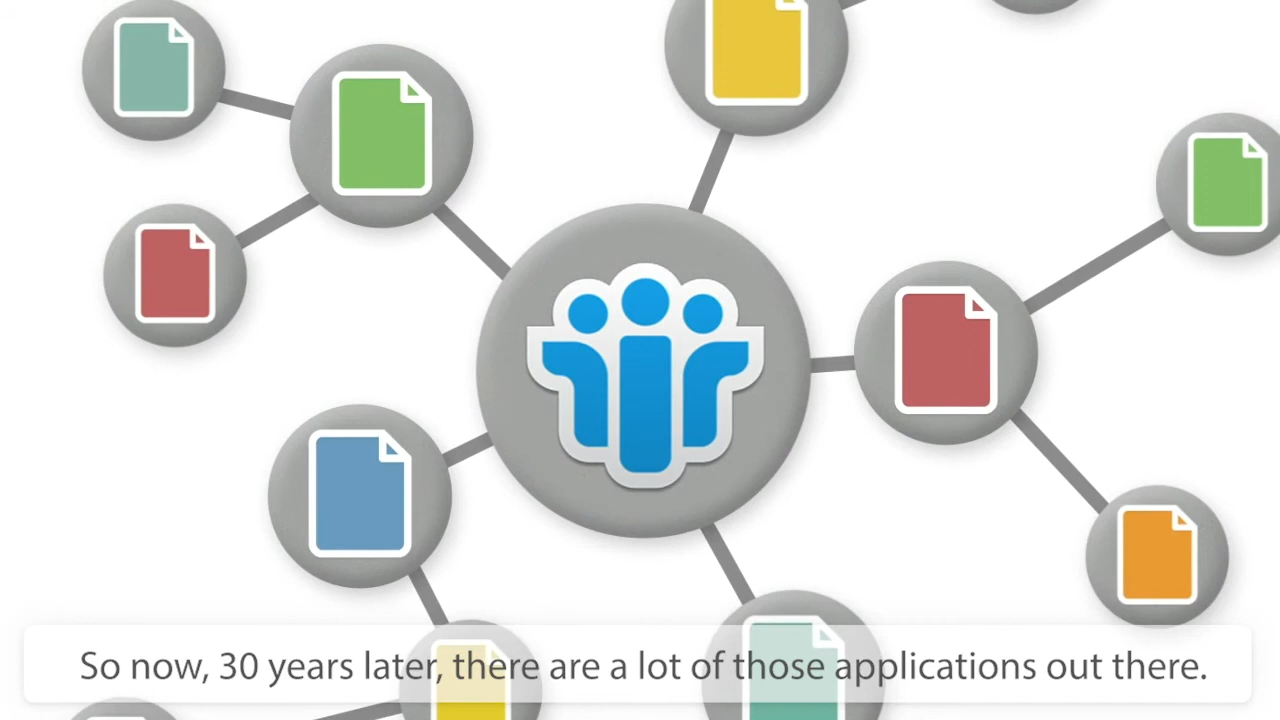 So now, 30 years later, there are a lot of those applications out there.